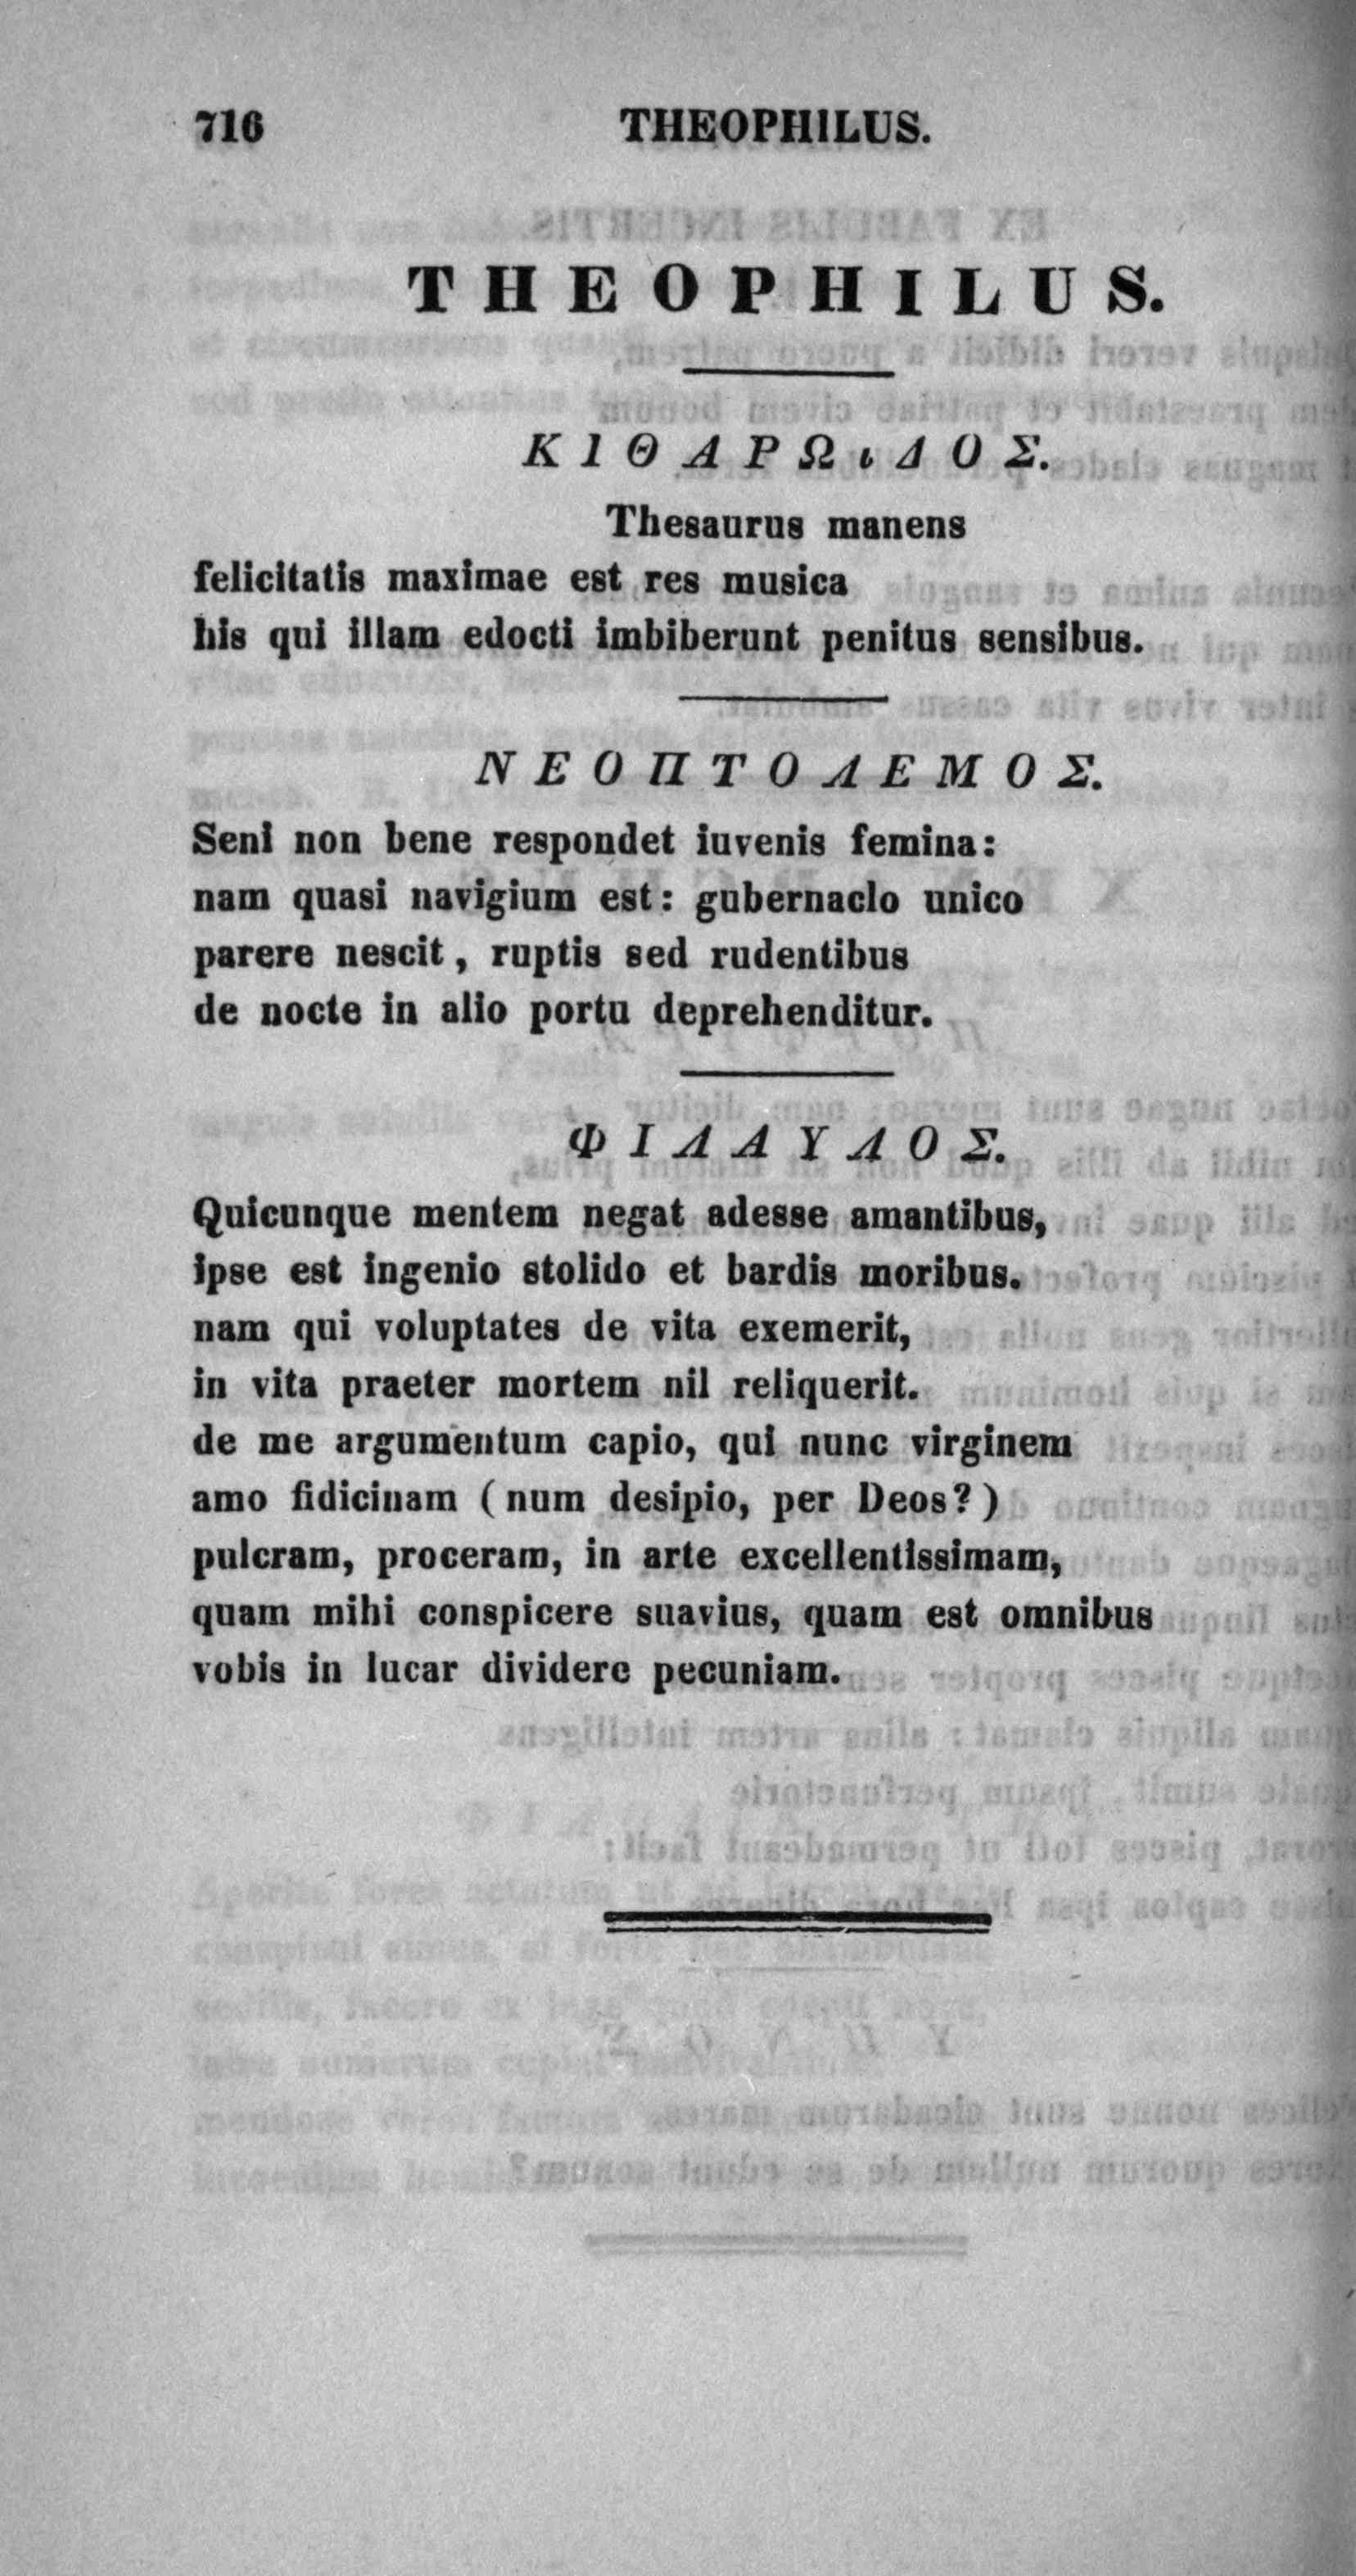 716 THEOPHILUS.
THEOPHILUS.
ΚΙΘΑΡΩιΔΟΣ.
Thesaurus manens
felicitatis maximae est res musica
his qui illam edocti imbiberunt penitus sensibus.
ΝΕΟΠΤΟΛΕΜΟΣ.
Seni non bene respondet iuvenis femina:
nam quasi navigium est: gubernaclo unico
parere nescit, ruptis sed rudentibus
de nocte in alio portu deprehenditur.
ΦΙΛΑΥΛΟΣ.
Quicunque mentem negat adesse amantibus,
ipse est ingenio stolido et bardis moribus.
nam qui voluptates de vita exemerit,
in vita praeter mortem nil reliquerit.
de me argumentum capio, qui nunc virginem
amo fidicinam (num desipio, per Deos?)
pulcram, proceram, in arte excellentissimam,
quam mihi conspicere suavius, quam est omnibus
vobis in lucar dividere pecuniam.